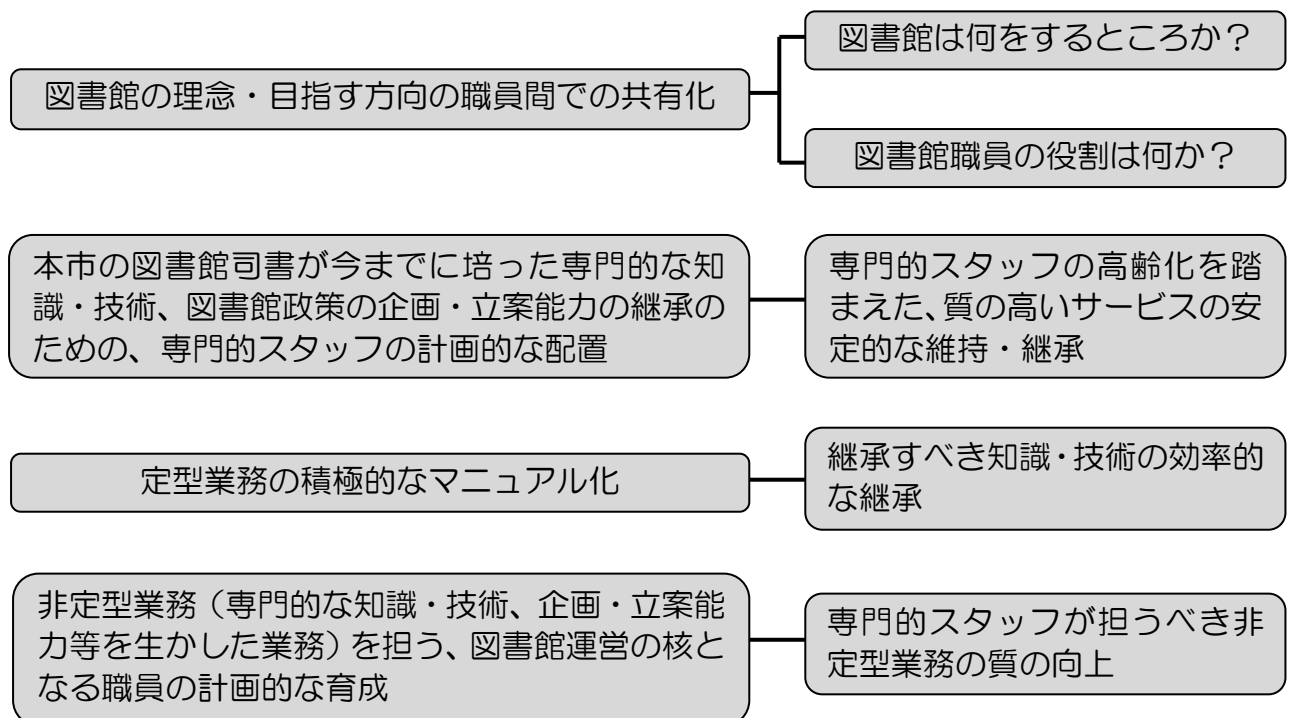 図書館の理念・目指す方向の職員間での共有化
図書館は何をするところか？
図書館職員の役割は何か？
本市の図書館司書が今までに培った専門的な知
識・技術、図書館政策の企画・立案能力の継承の
ための、専門的スタッフの計画的な配置
専門的スタッフの高齢化を踏
まえた、質の高いサービスの安
定的な維持・継承
定型業務の積極的なマニュアル化
継承すべき知識・技術の効率的
な継承
非定型業務（専門的な知識・技術、企画・立案能
力等を生かした業務）を担う、図書館運営の核と
なる職員の計画的な育成
専門的スタッフが担うべき非
定型業務の質の向上